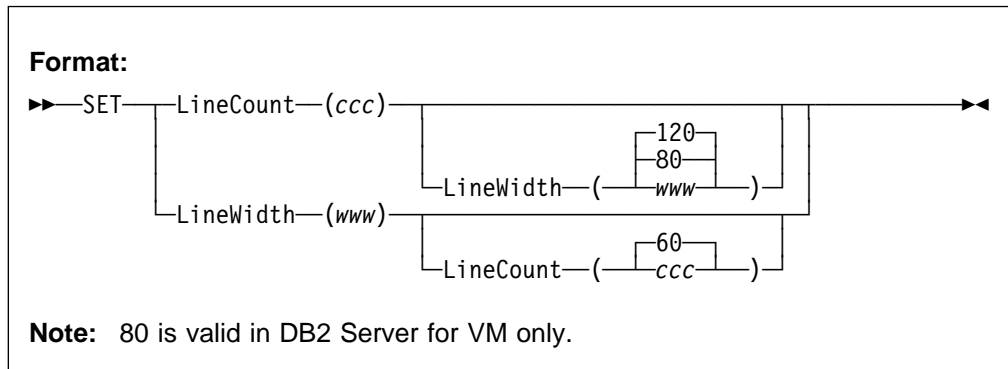 Format:
►►──SET──LineCount──(ccc)──────────────►◄
120
80
LineWidth──(──www──)
LineWidth──(www)
60
LineCount──(──ccc──)
Note: 80 is valid in DB2 Server for VM only.